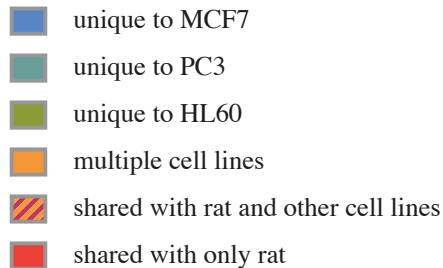 unique to MCF7
unique to PC3
unique to HL60
multiple cell lines
shared with rat and other cell lines
shared with only rat